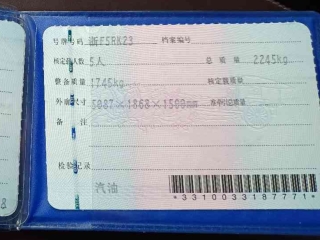 号牌号码 浙F5RK23 档案编号
核定载人数 5人 总质量 2245kg
整备质量 1745kg 核定载质量
外廓尺寸 5087×1868×1500mm 准牵引总质量
备注
检验记录
汽油
*3310033187771*
8